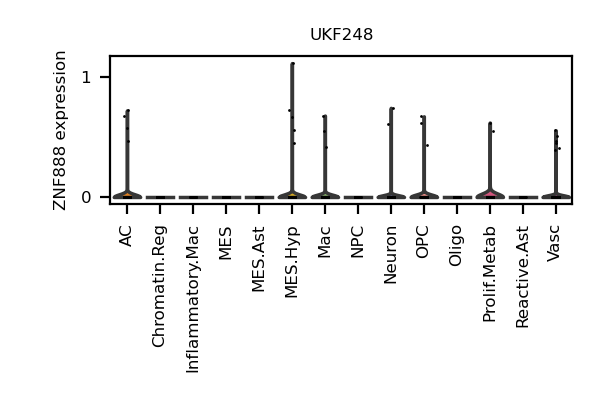 UKF248
ZNF888 expression
1
0
AC
Chromatin.Reg
Inflammatory.Mac
MES
MES.Ast
MES.Hyp
Mac
NPC
Neuron
OPC
Oligo
Prolif.Metab
Reactive.Ast
Vasc